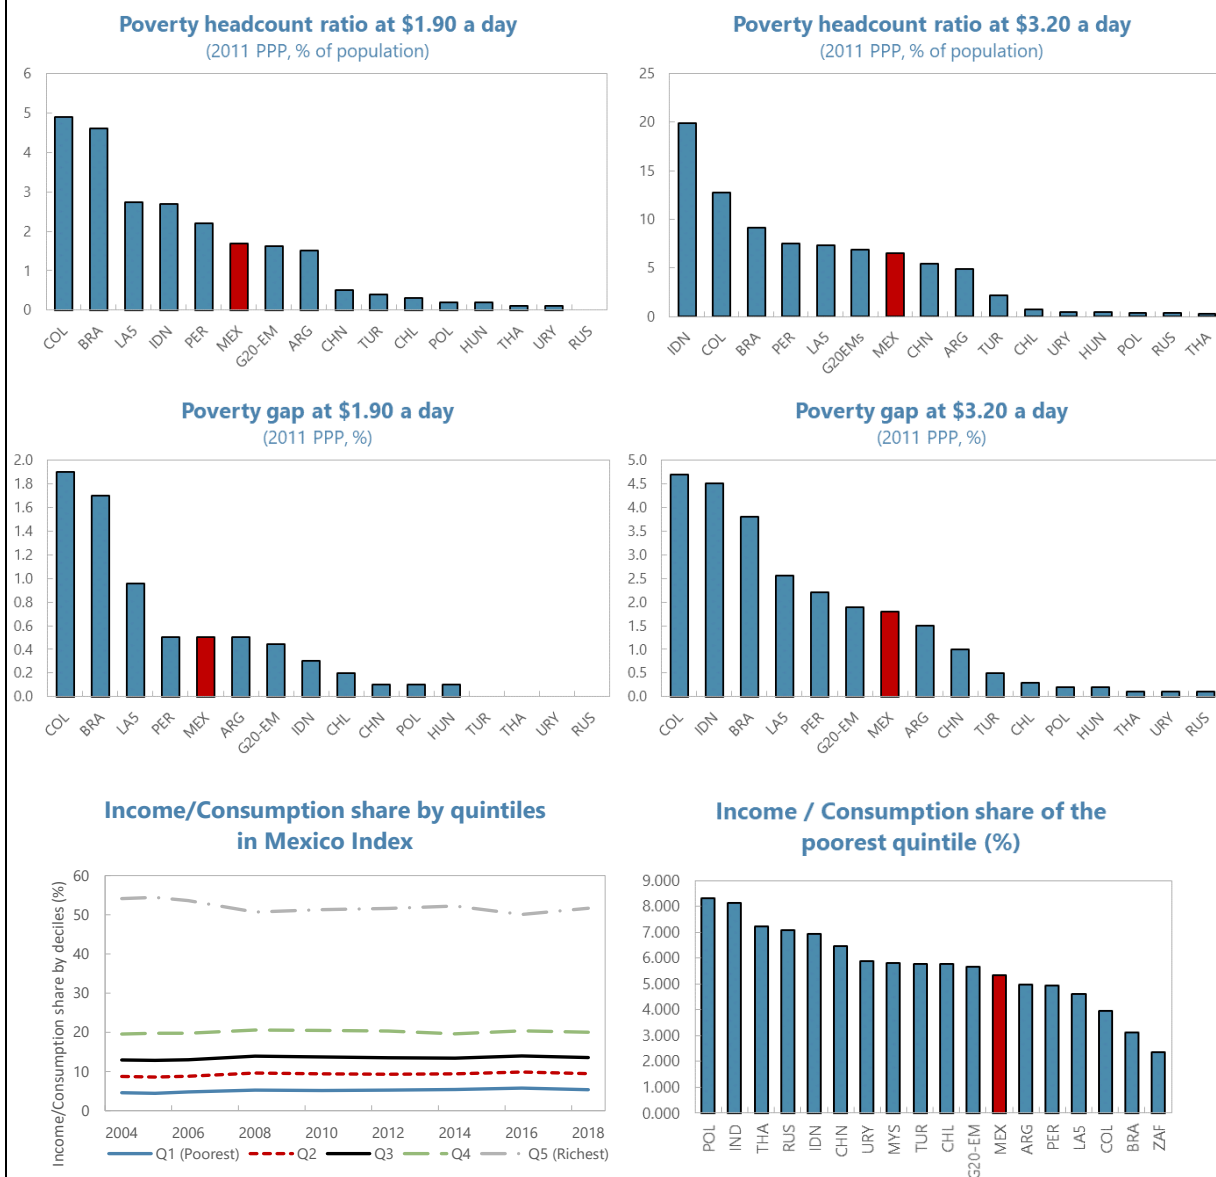 Poverty headcount ratio at $1.90 a day
(2011 PPP, % of population)
6
5
4
3
2
1
0
COL BRA LA5 IDN PER MEX G20-EM ARG CHN TUR CHL POL HUN THA URY RUS
Poverty headcount ratio at $3.20 a day
(2011 PPP, % of population)
25
20
15
10
5
0
IDN COL BRA PER LA5 G20EMs MEX CHN ARG TUR CHL URY HUN POL RUS THA
Poverty gap at $1.90 a day
(2011 PPP, %)
2.0
1.8
1.6
1.4
1.2
1.0
0.8
0.6
0.4
0.2
0.0
COL BRA LA5 PER MEX ARG G20-EM IDN CHL CHN POL HUN TUR THA URY RUS
Poverty gap at $3.20 a day
(2011 PPP, %)
5.0
4.5
4.0
3.5
3.0
2.5
2.0
1.5
1.0
0.5
0.0
COL IDN BRA LA5 PER G20-EM MEX ARG CHN TUR CHL POL HUN THA URY RUS
Income/Consumption share by quintiles
in Mexico Index
Income/Consumption share by deciles (%)
60
50
40
30
20
10
0
2004 2006 2008 2010 2012 2014 2016 2018
Q1 (Poorest) Q2 Q3 Q4 Q5 (Richest)
Income / Consumption share of the
poorest quintile (%)
9.000
8.000
7.000
6.000
5.000
4.000
3.000
2.000
1.000
0.000
POL IND THA RUS IDN CHN URY MYS TUR CHL G20-EM MEX ARG PER LA5 COL BRA ZAF